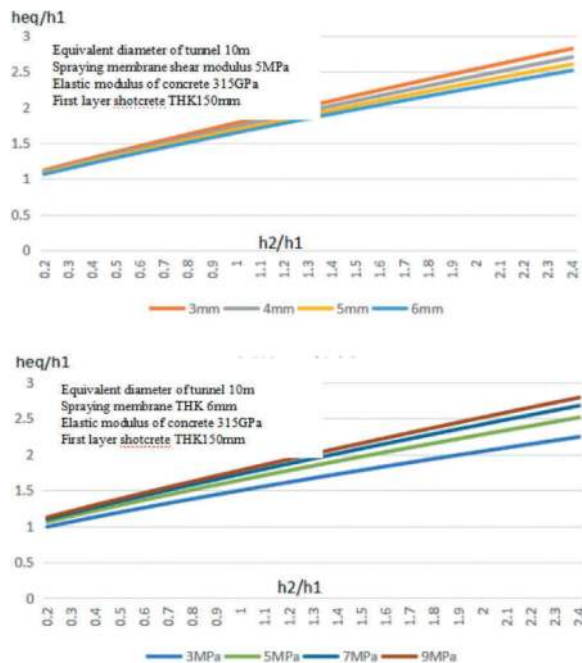 heq/h1
3
2.5
2
1.5
1
0.5
0
Equivalent diameter of tunnel 10m
Spraying membrane shear modulus 5MPa
Elastic modulus of concrete 315GPa
First layer shotcrete THK150mm
h2/h1
0.2 0.3 0.4 0.5 0.6 0.7 0.8 0.9 1 1.1 1.2 1.3 1.4 1.5 1.6 1.7 1.8 1.9 2 2.1 2.2 2.3 2.4
3mm 4mm 5mm 6mm
heq/h1
3
2.5
2
1.5
1
0.5
0
Equivalent diameter of tunnel 10m
Spraying membrane THK 6mm
Elastic modulus of concrete 315GPa
First layer shotcrete THK150mm
h2/h1
0.2 0.3 0.4 0.5 0.6 0.7 0.8 0.9 1 1.1 1.2 1.3 1.4 1.5 1.6 1.7 1.8 1.9 2 2.1 2.2 2.3 2.4
3MPa 5MPa 7MPa 9MPa